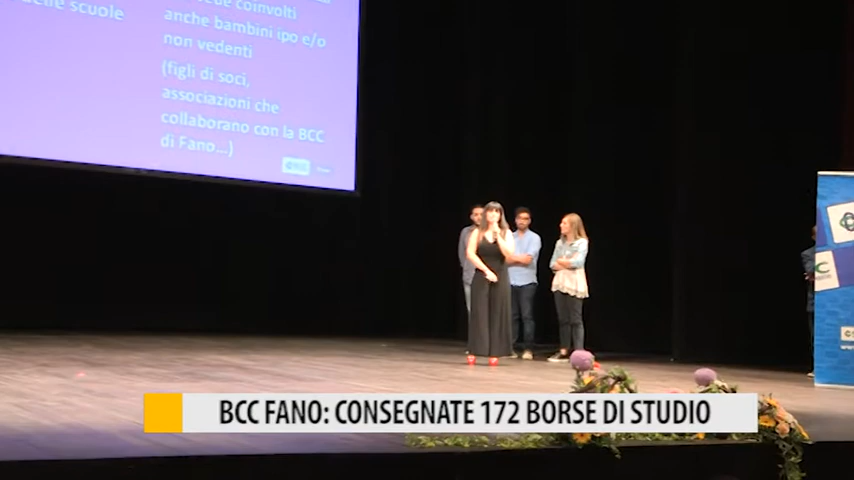 delle scuole
coinvolti
anche bambini ipo e/o
non vedenti
(figli di soci,
associazioni che
collaborano con la BCC
di Fano...)
BCC FANO: CONSEGNATE 172 BORSE DI STUDIO